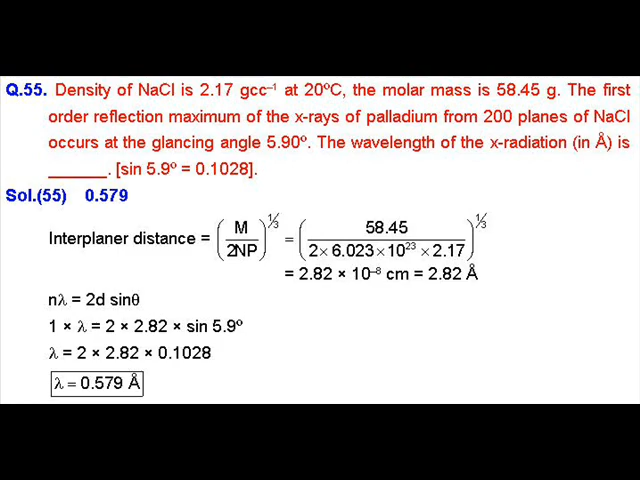 Q.55. Density of NaCl is 2.17 gcc⁻¹ at 20ºC, the molar mass is 58.45 g. The first
order reflection maximum of the x-rays of palladium from 200 planes of NaCl
occurs at the glancing angle 5.90º. The wavelength of the x-radiation (in Å) is
______. [sin 5.9º = 0.1028].
Sol.(55) 0.579
Interplaner distance = (M/2NP)^⅓ = (58.45/2 × 6.023 × 10²³ × 2.17)^⅓
= 2.82 × 10⁻⁸ cm = 2.82 Å
nλ = 2d sinθ
1 × λ = 2 × 2.82 × sin 5.9º
λ = 2 × 2.82 × 0.1028
λ = 0.579 Å